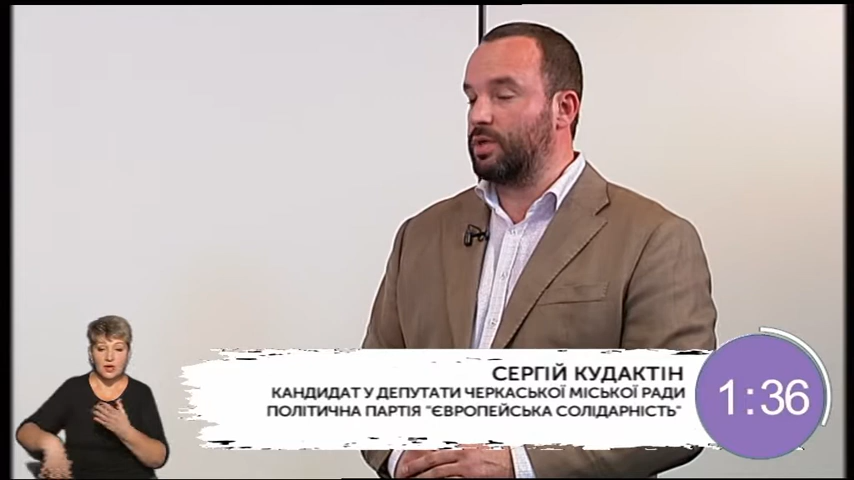 СЕРГІЙ КУДАКТІН
КАНДИДАТ У ДЕПУТАТИ ЧЕРКАСЬКОЇ МІСЬКОЇ РАДИ
ПОЛІТИЧНА ПАРТІЯ "ЄВРОПЕЙСЬКА СОЛІДАРНІСТЬ"
1:36